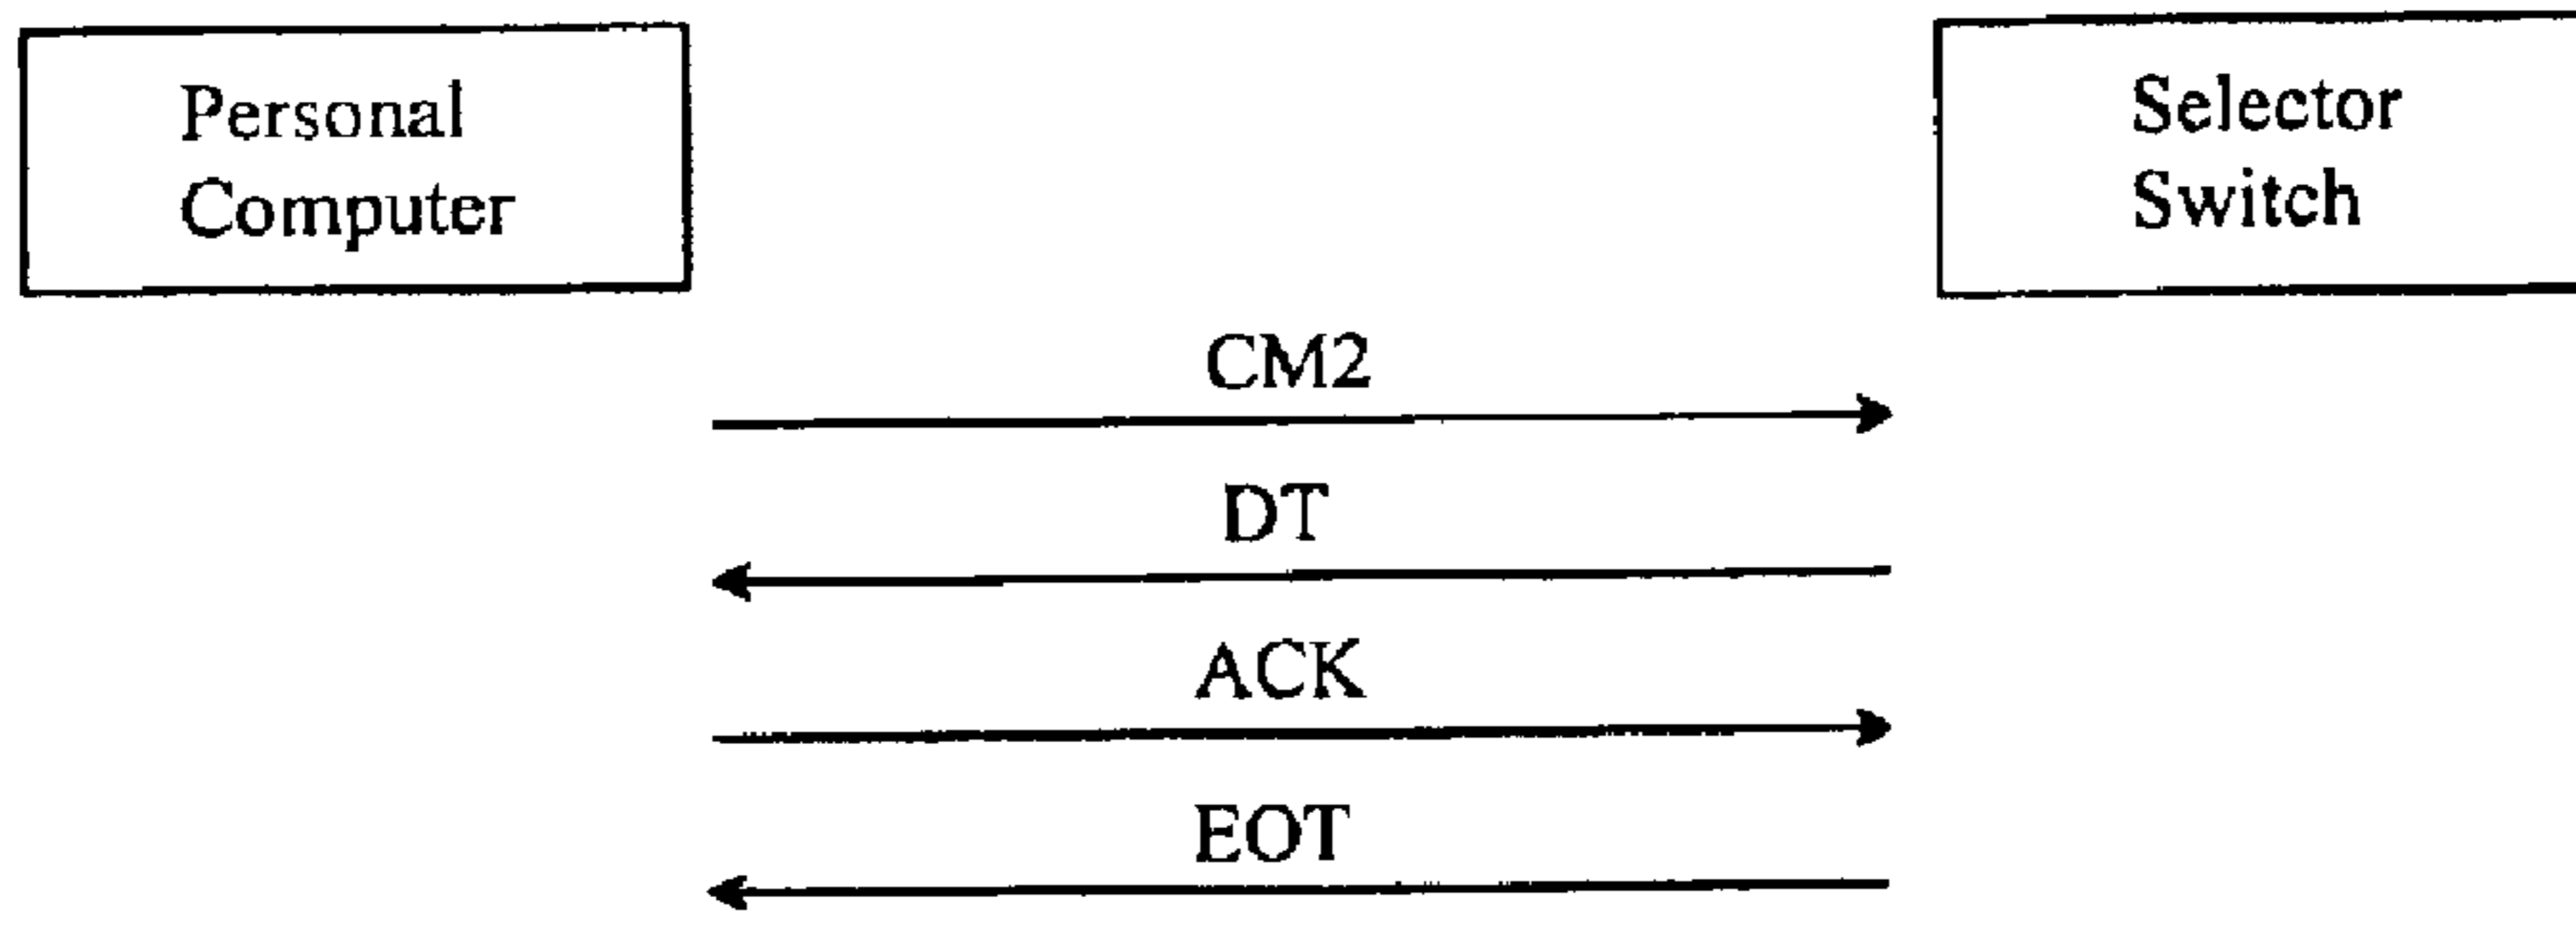 Personal
Computer
Selector
Switch
CM2
DT
ACK
EOT